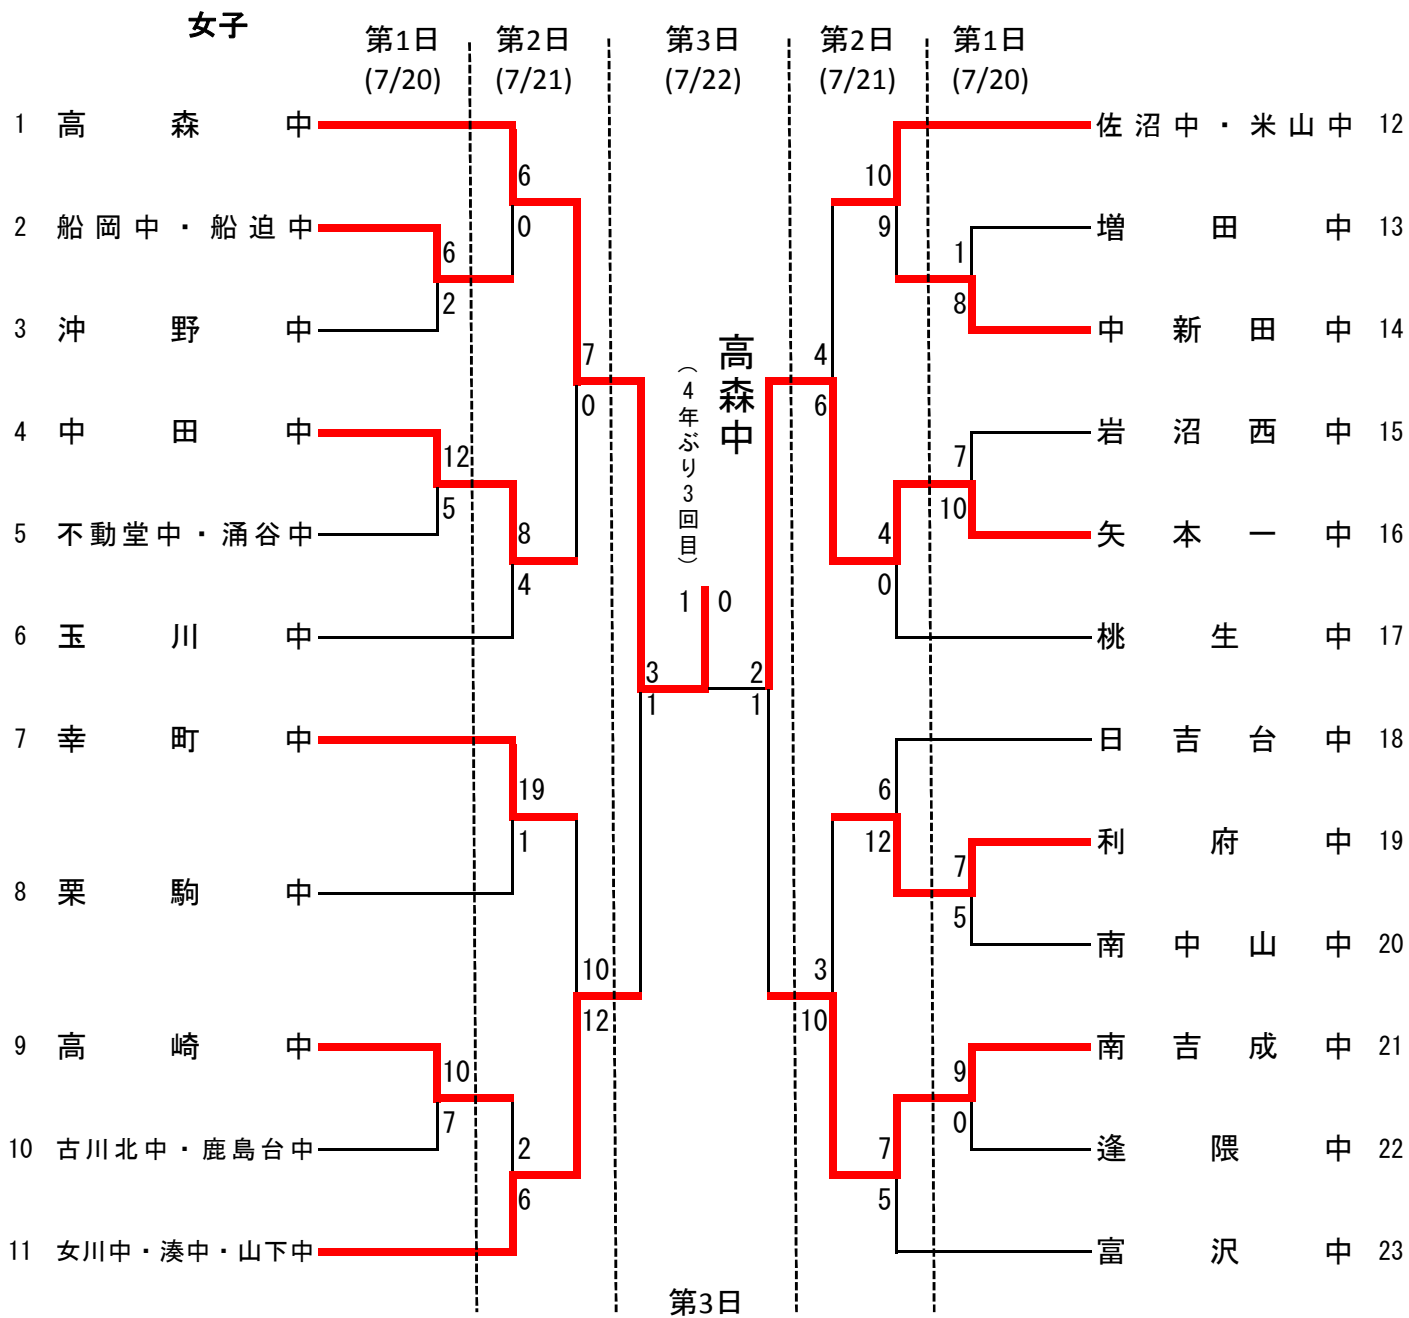 女子
第1日 第2日 第3日 第2日 第1日
(7/20) (7/21) (7/22) (7/21) (7/20)
1 高森中
佐沼中・米山中 12
6
10
2 船岡中・船迫中
0
9
増田中 13
6
1
2
8
3 沖野中
中新田中 14
7
4
高森中
(4年ぶり3回目)
0
6
4 中田中
岩沼西中 15
12
7
5
10
5 不動堂中・涌谷中
8
4
矢本一中 16
4
0
1 0
6 玉川中
桃生中 17
3
2
1
1
7 幸町中
日吉台中 18
19
6
1
12
利府中 19
7
8 栗駒中
5
南中山中 20
10
3
12
10
9 高崎中
南吉成中 21
10
9
7
0
10 古川北中・鹿島台中
2
7
逢隈中 22
6
5
11 女川中・湊中・山下中
富沢中 23
第3日